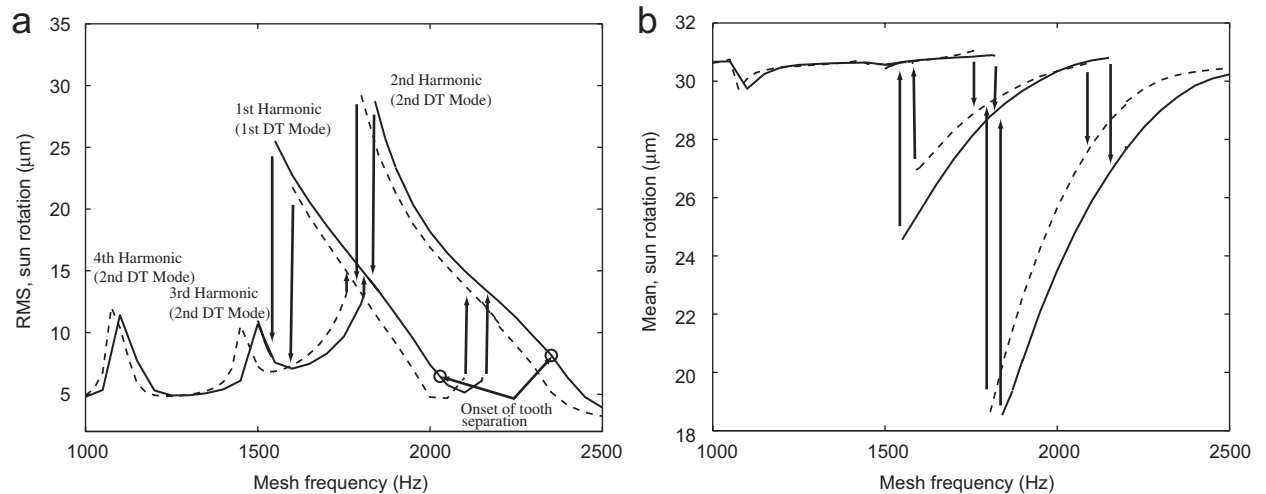 a
35
30
25
20
15
10
5
RMS, sun rotation (μm)
1st Harmonic
(1st DT Mode)
2nd Harmonic
(2nd DT Mode)
4th Harmonic
(2nd DT Mode)
3rd Harmonic
(2nd DT Mode)
Onset of tooth
separation
1000
1500
2000
2500
Mesh frequency (Hz)
b
32
30
28
26
24
22
20
18
Mean, sun rotation (μm)
1000
1500
2000
2500
Mesh frequency (Hz)